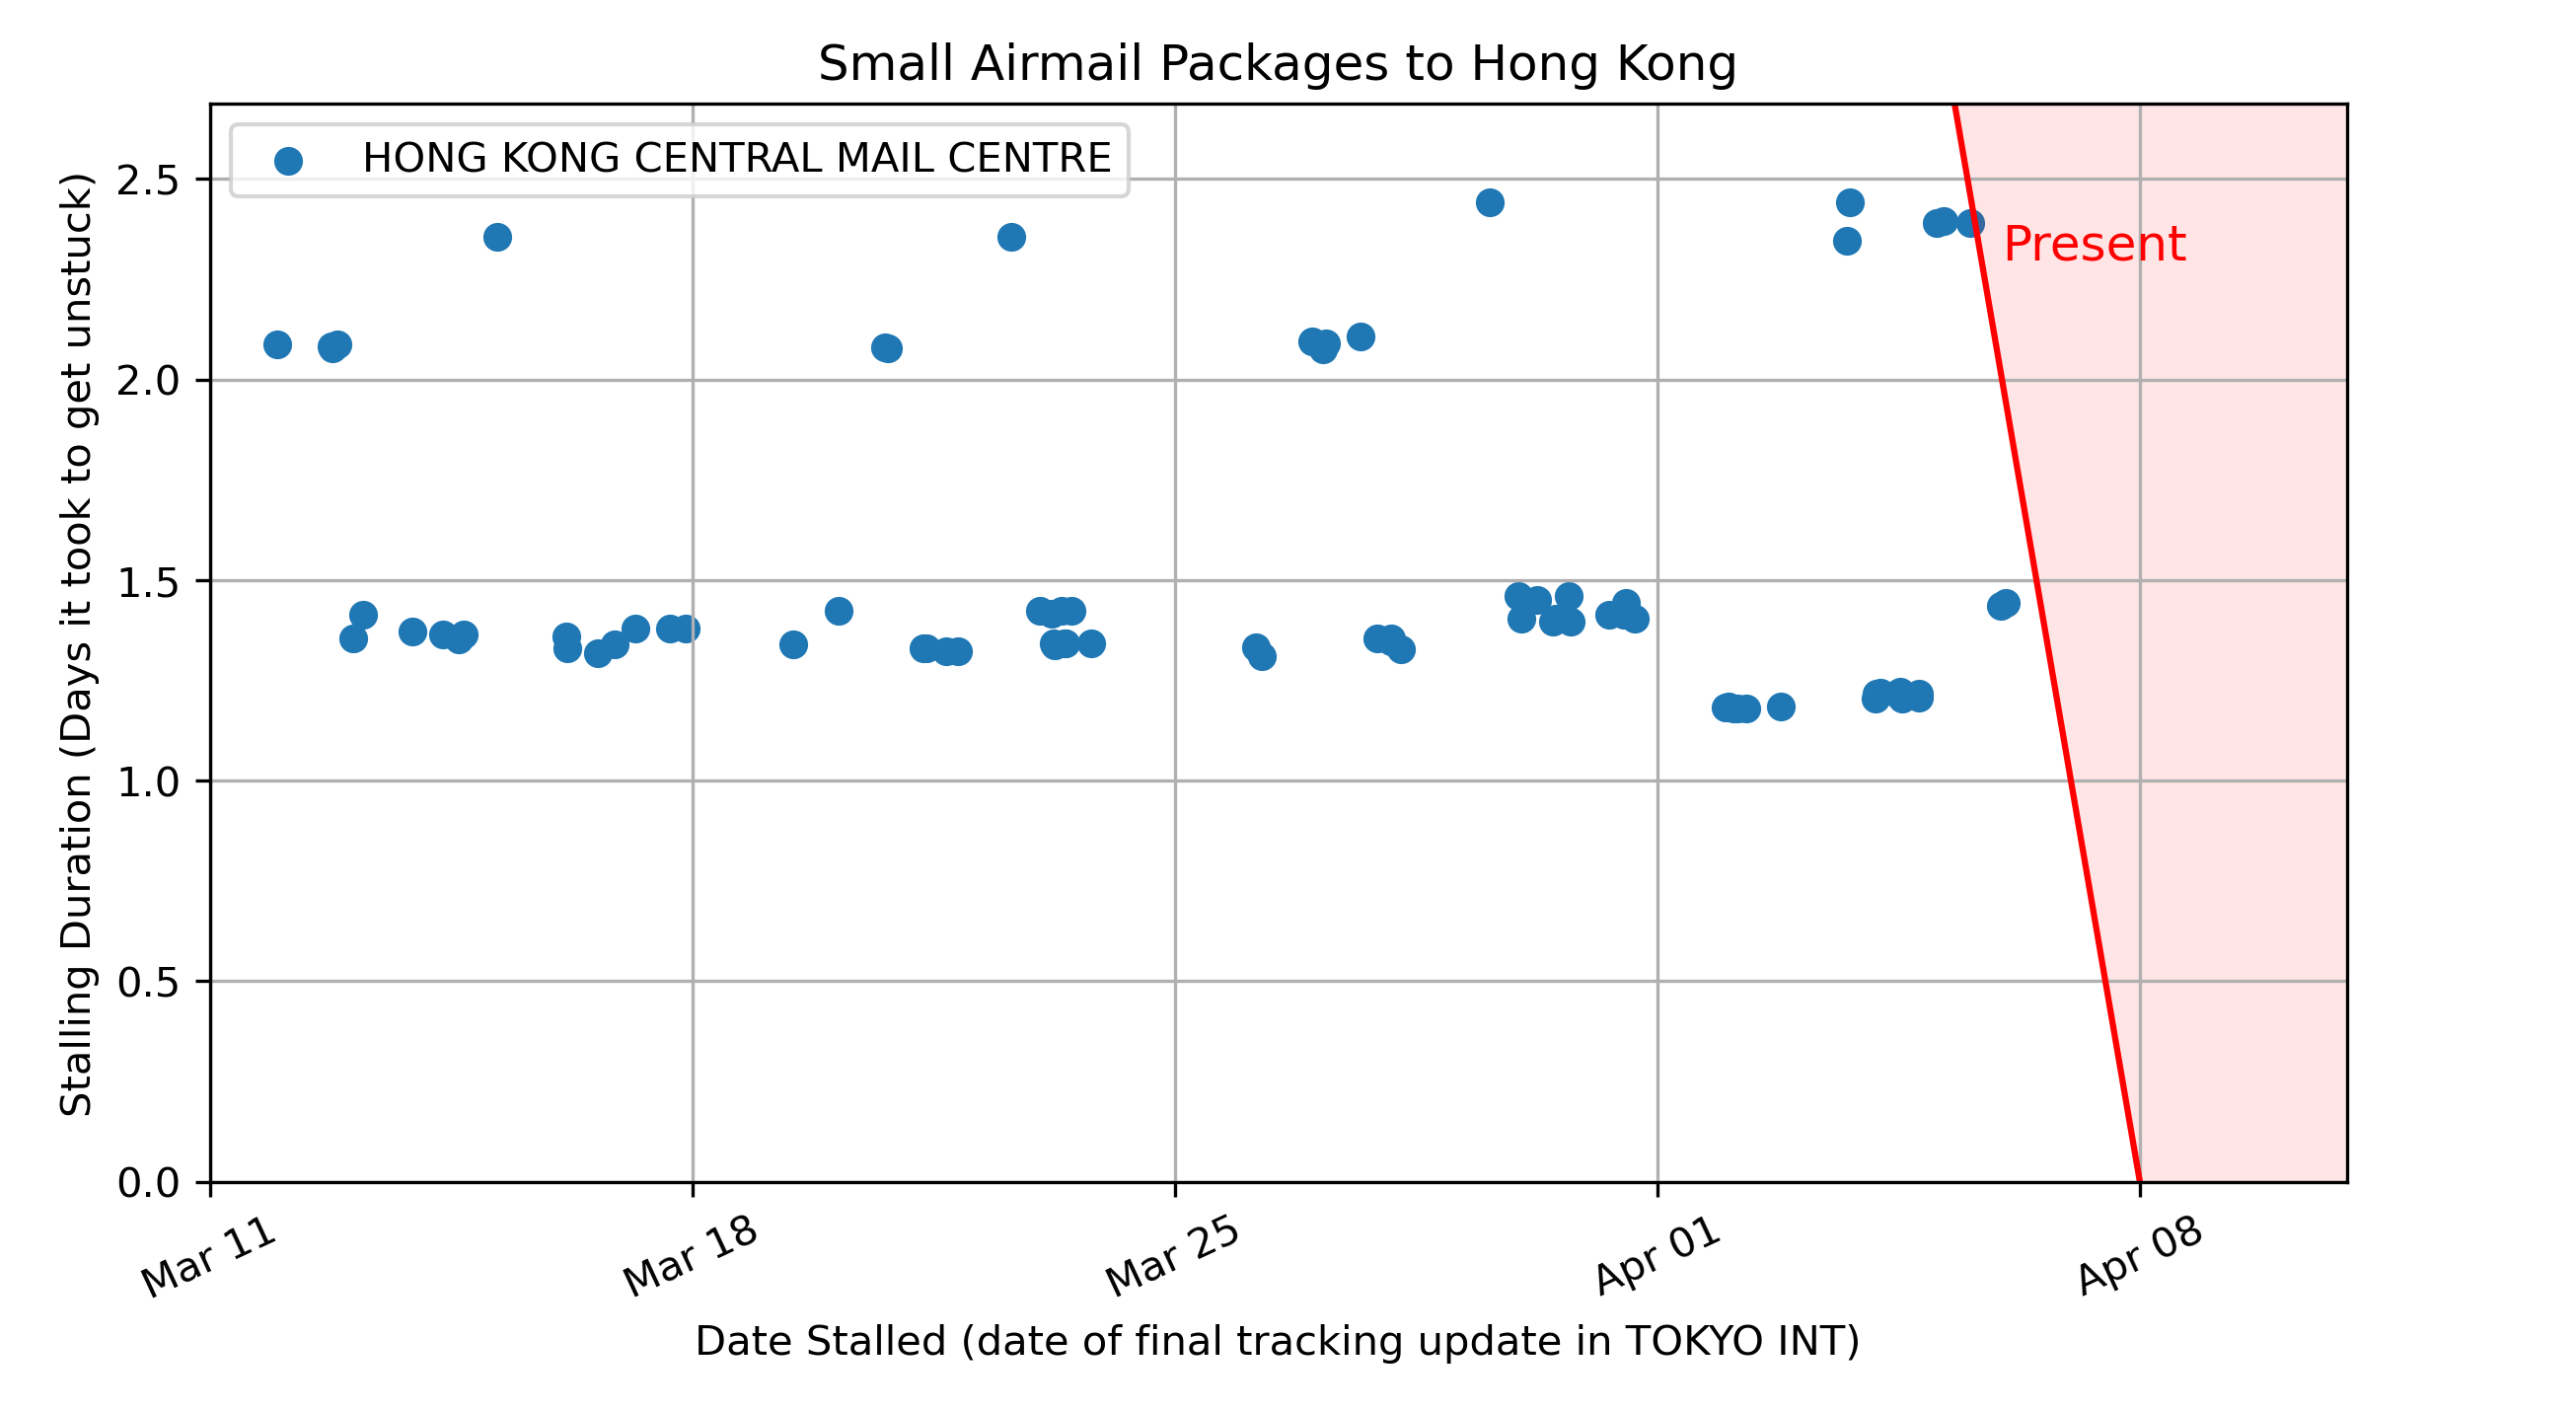 Small Airmail Packages to Hong Kong
HONG KONG CENTRAL MAIL CENTRE
Present
Stalling Duration (Days it took to get unstuck)
2.5
2.0
1.5
1.0
0.5
0.0
Mar 11
Mar 18
Mar 25
Apr 01
Apr 08
Date Stalled (date of final tracking update in TOKYO INT)